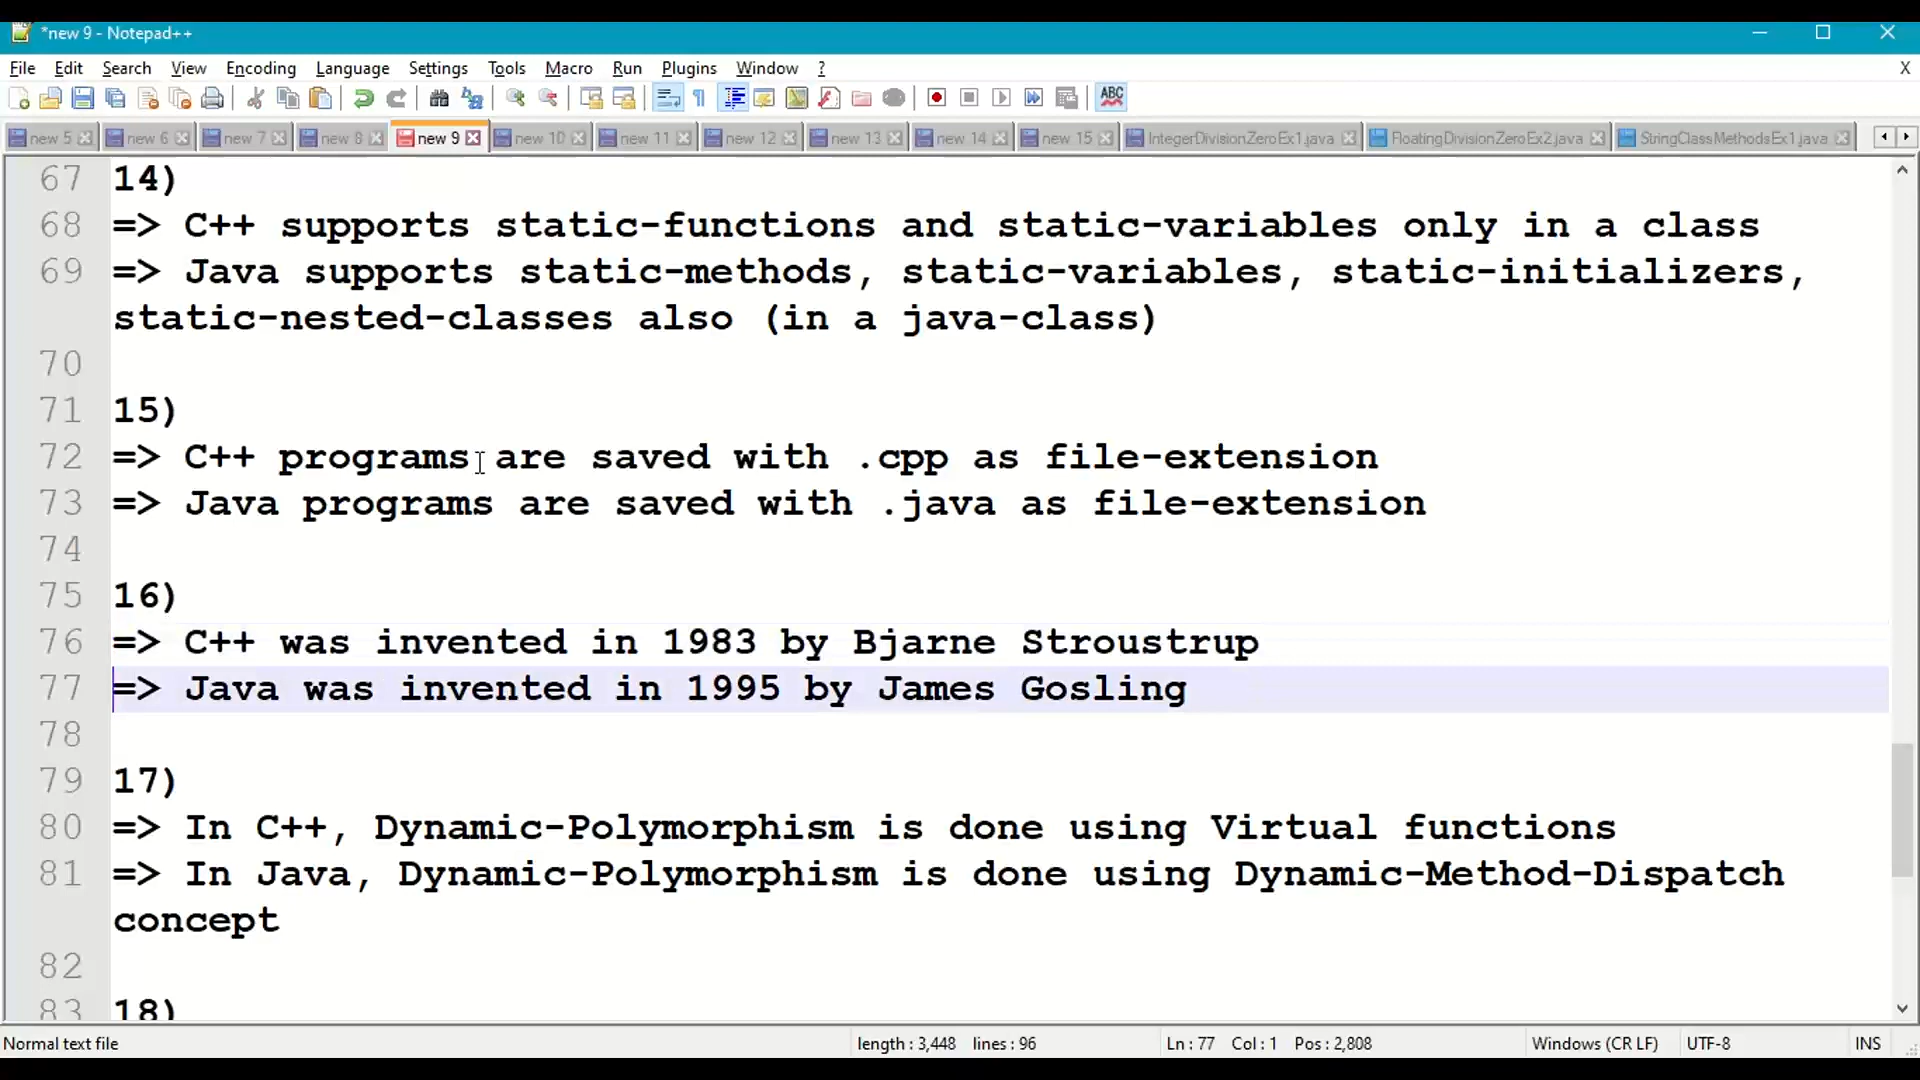 *new 9 - Notepad++
File Edit Search View Encoding Language Settings Tools Macro Run Plugins Window ? X
new 5 new 6 new 7 new 8 new 9 new 10 new 11 new 12 new 13 new 14 new 15 IntegerDivisionZeroEx1.java FloatingDivisionZeroEx2.java StringClassMethodsEx1.java
67 14)
68 => C++ supports static-functions and static-variables only in a class
69 => Java supports static-methods, static-variables, static-initializers,
static-nested-classes also (in a java-class)
70
71 15)
72 => C++ programs are saved with .cpp as file-extension
73 => Java programs are saved with .java as file-extension
74
75 16)
76 => C++ was invented in 1983 by Bjarne Stroustrup
77 => Java was invented in 1995 by James Gosling
78
79 17)
80 => In C++, Dynamic-Polymorphism is done using Virtual functions
81 => In Java, Dynamic-Polymorphism is done using Dynamic-Method-Dispatch
concept
82
83 18)
Normal text file length : 3,448 lines : 96 Ln : 77 Col : 1 Pos : 2,808 Windows (CR LF) UTF-8 INS